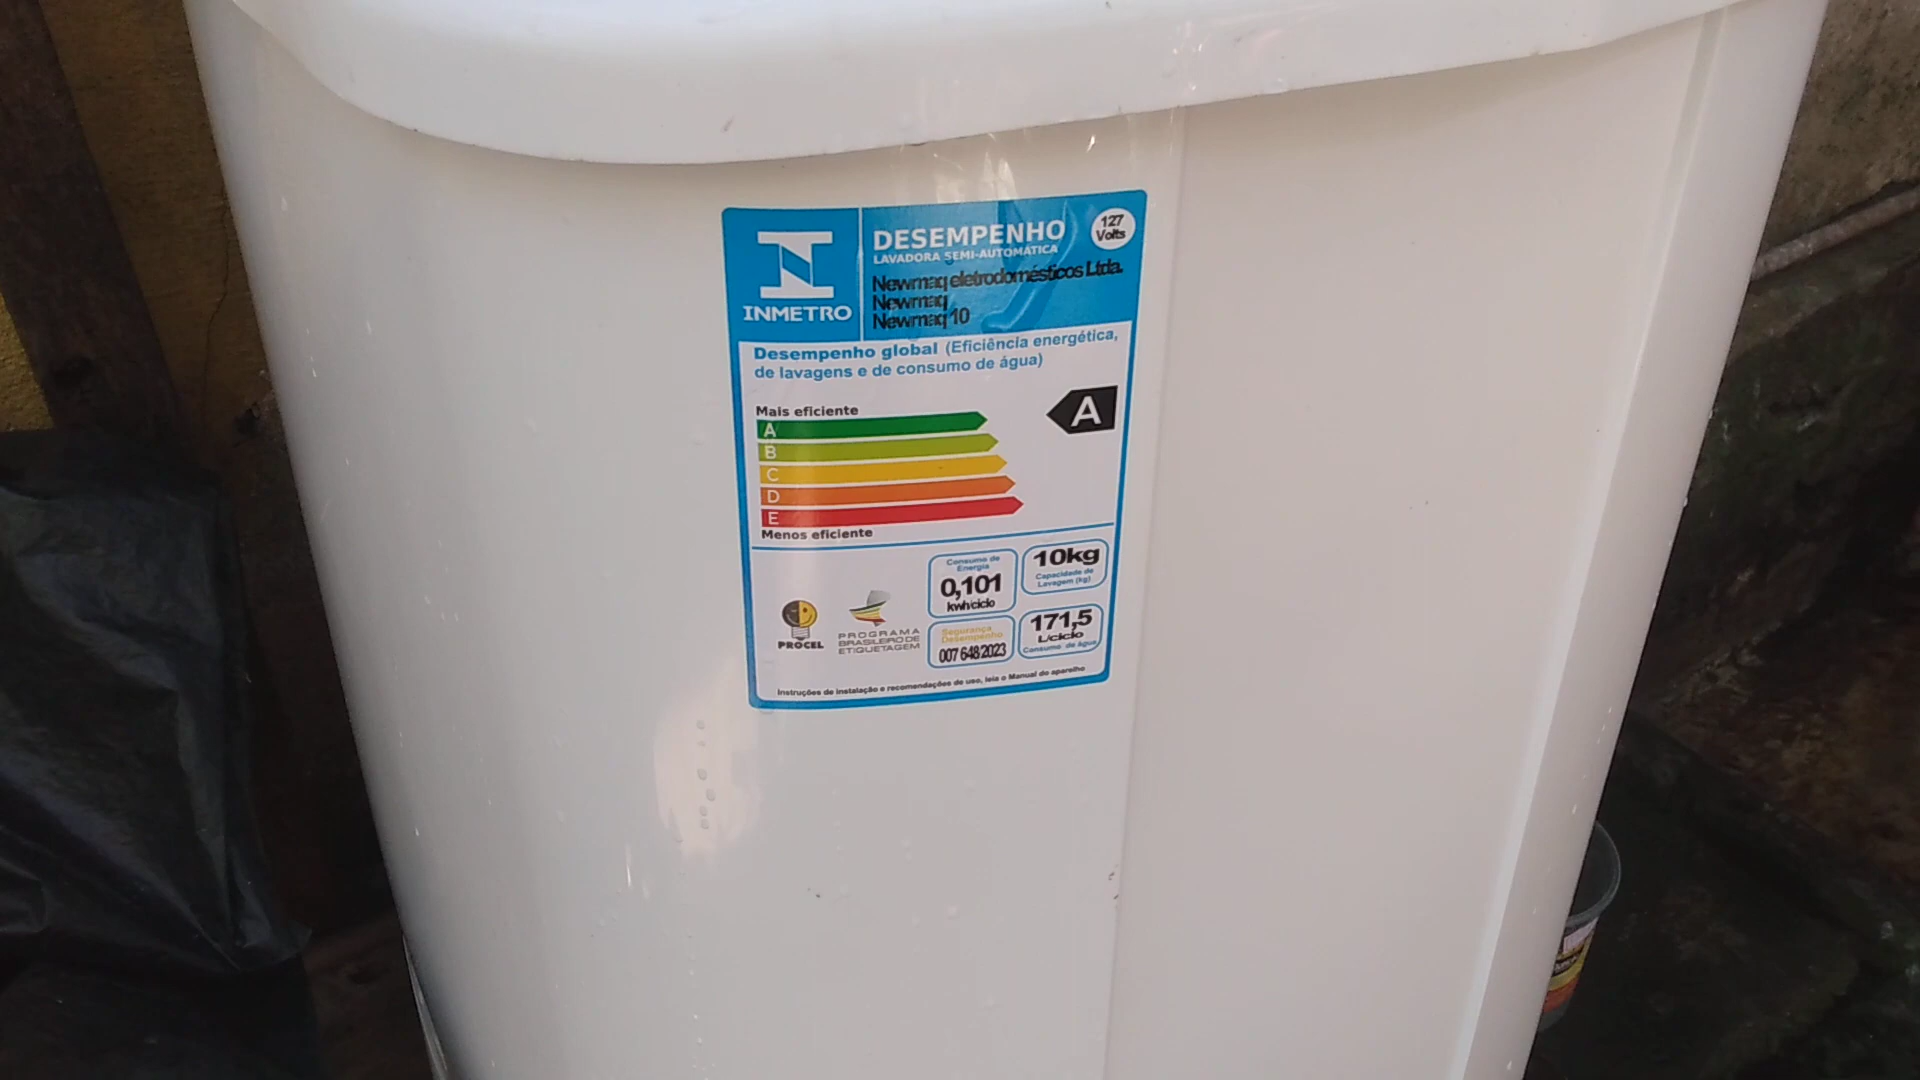 INMETRO
DESEMPENHO
LAVADORA SEMI-AUTOMÁTICA
127
Volts
Newmaq eletrodomésticos Ltda.
Newmaq
Newmaq 10
Desempenho global (Eficiência energética,
de lavagens e de consumo de água)
Mais eficiente
A
A
B
C
D
E
Menos eficiente
PROCEL
PROGRAMA
BRASILEIRO DE
ETIQUETAGEM
Consumo de
Energia
0,101
kwh/ciclo
10kg
Capacidade de
Lavagem (kg)
Segurança
Desempenho
007648 2023
171,5
L/ciclo
Consumo de água
Instruções de instalação e recomendações de uso, leia o Manual do aparelho